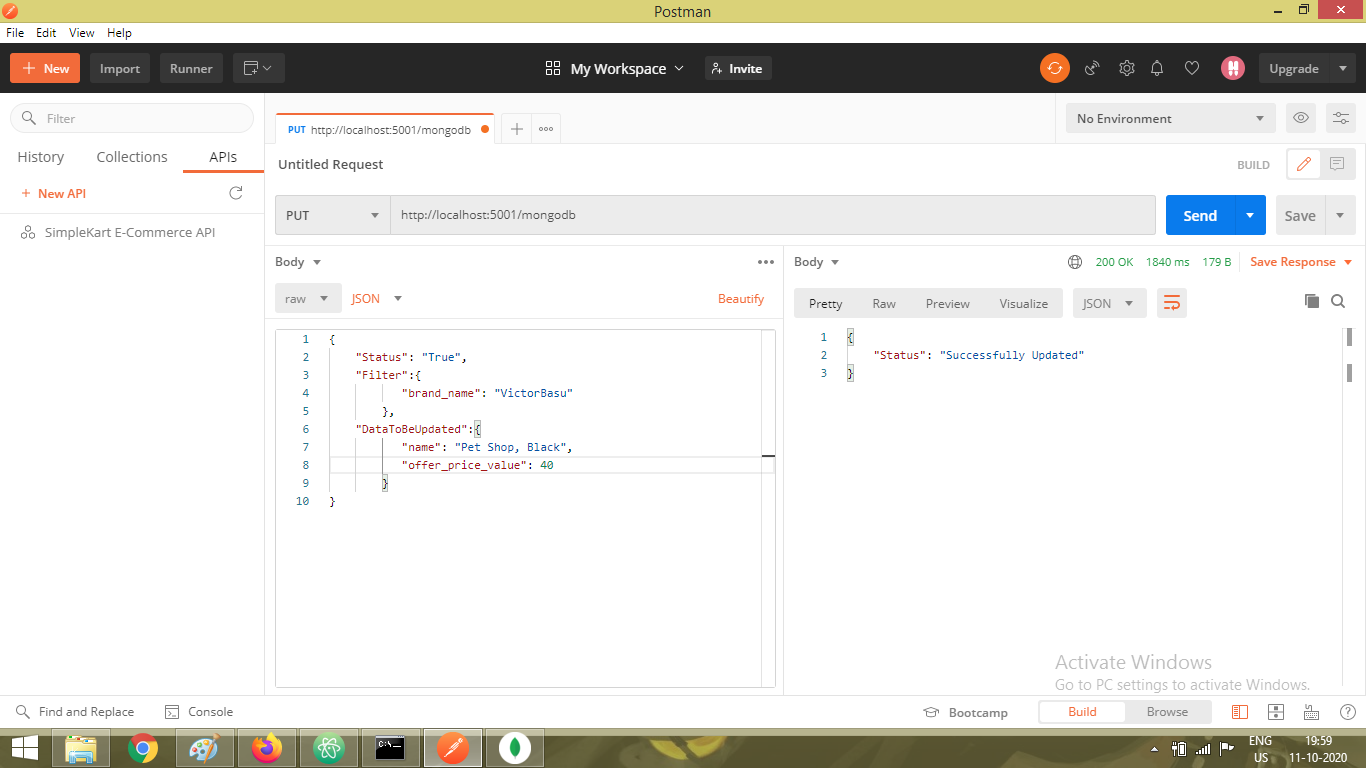 Postman
File Edit View Help
+ New Import Runner My Workspace Invite Upgrade
Filter
History Collections APIs
+ New API
SimpleKart E-Commerce API
PUT http://localhost:5001/mongodb
No Environment
Untitled Request
BUILD
PUT http://localhost:5001/mongodb Send Save
Body
raw JSON Beautify
1 {
2 "Status": "True",
3 "Filter":{
4 "brand_name": "VictorBasu"
5 },
6 "DataToBeUpdated":{
7 "name": "Pet Shop, Black",
8 "offer_price_value": 40
9 }
10 }
Body 200 OK 1840 ms 179 B Save Response
Pretty Raw Preview Visualize JSON
1 {
2 "Status": "Successfully Updated"
3 }
Activate Windows
Go to PC settings to activate Windows.
Find and Replace Console Bootcamp Build Browse
C:\_
ENG 19:59
US 11-10-2020